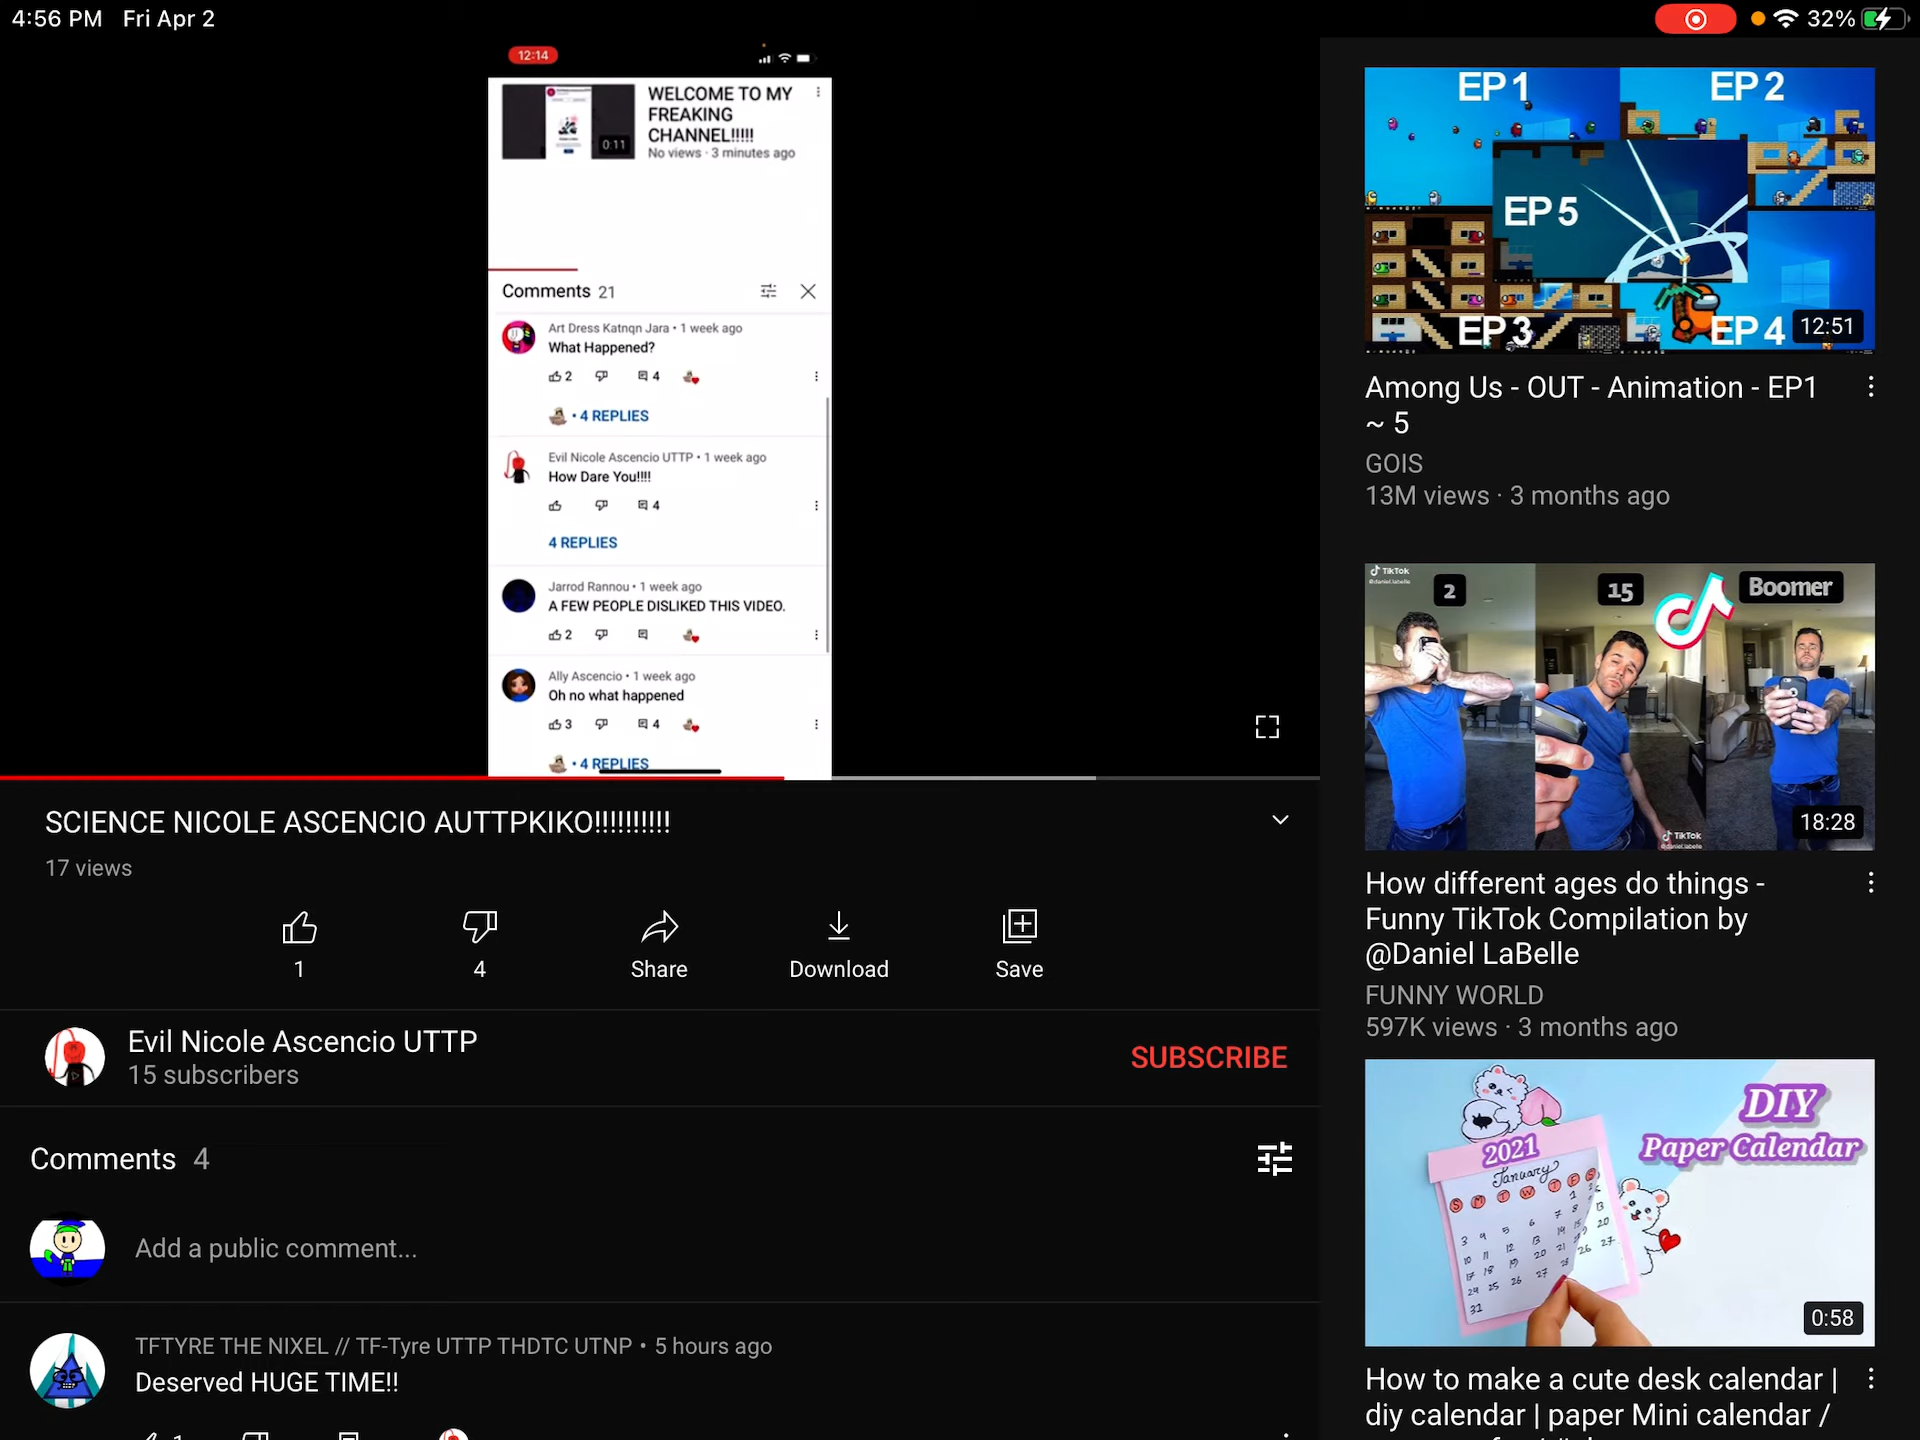 4:56 PM Fri Apr 2
32%
12:14
WELCOME TO MY
FREAKING
CHANNEL!!!!!
No views · 3 minutes ago
0:11
Comments 21
Art Dress Katnqn Jara • 1 week ago
What Happened?
2
4
• 4 REPLIES
Evil Nicole Ascencio UTTP • 1 week ago
How Dare You!!!!
4
4 REPLIES
Jarrod Rannou • 1 week ago
A FEW PEOPLE DISLIKED THIS VIDEO.
2
Ally Ascencio • 1 week ago
Oh no what happened
3
4
• 4 REPLIES
SCIENCE NICOLE ASCENCIO AUTTPKIKO!!!!!!!!!!
17 views
1
4
Share
Download
Save
Evil Nicole Ascencio UTTP
15 subscribers
SUBSCRIBE
Comments 4
Add a public comment...
TFTYRE THE NIXEL // TF-Tyre UTTP THDTC UTNP • 5 hours ago
Deserved HUGE TIME!!
1
EP 1
EP 2
EP 5
EP 3
EP 4
12:51
Among Us - OUT - Animation - EP1
~ 5
GOIS
13M views · 3 months ago
TikTok
@daniel.labelle
2
15
Boomer
TikTok
@daniel.labelle
18:28
How different ages do things -
Funny TikTok Compilation by
@Daniel LaBelle
FUNNY WORLD
597K views · 3 months ago
DIY
Paper Calendar
2021
January
S M T W T F S
0:58
How to make a cute desk calendar |
diy calendar | paper Mini calendar /